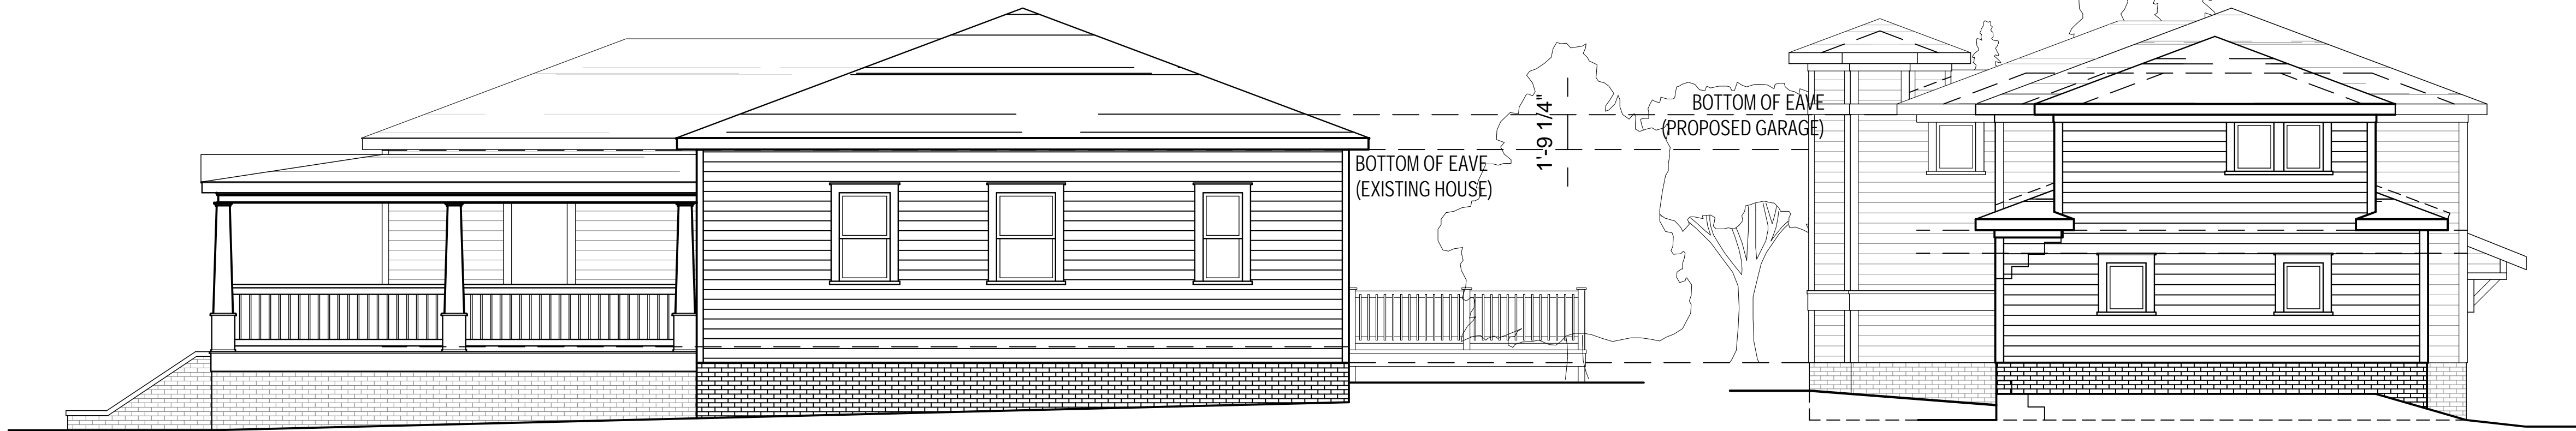 BOTTOM OF EAVE
(PROPOSED GARAGE)
1'-9 1/4"
BOTTOM OF EAVE
(EXISTING HOUSE)